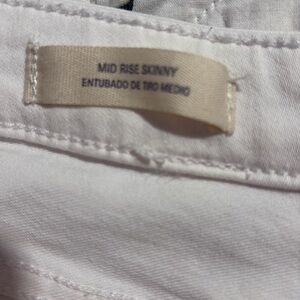 MID RISE SKINNY
ENTUBADO DE TIRO MEDIO